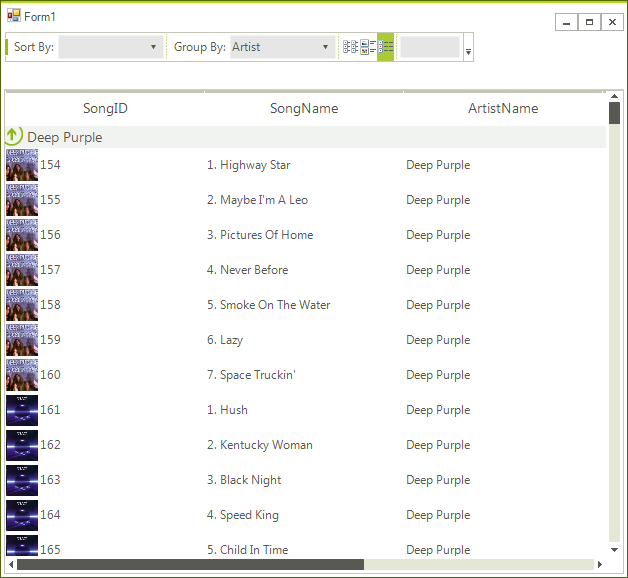 Form1
Sort By: Group By: Artist
SongID SongName ArtistName
Deep Purple
154 1. Highway Star Deep Purple
155 2. Maybe I'm A Leo Deep Purple
156 3. Pictures Of Home Deep Purple
157 4. Never Before Deep Purple
158 5. Smoke On The Water Deep Purple
159 6. Lazy Deep Purple
160 7. Space Truckin' Deep Purple
161 1. Hush Deep Purple
162 2. Kentucky Woman Deep Purple
163 3. Black Night Deep Purple
164 4. Speed King Deep Purple
165 5. Child In Time Deep Purple